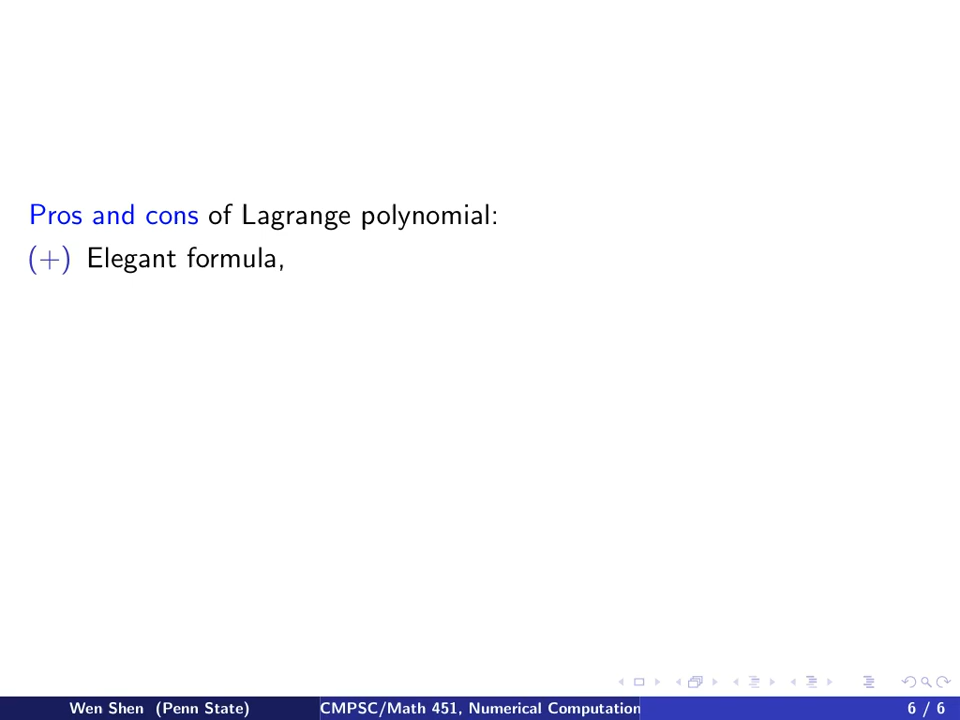 Pros and cons of Lagrange polynomial:
(+) Elegant formula,
Wen Shen (Penn State)
CMPSC/Math 451, Numerical Computation
6 / 6